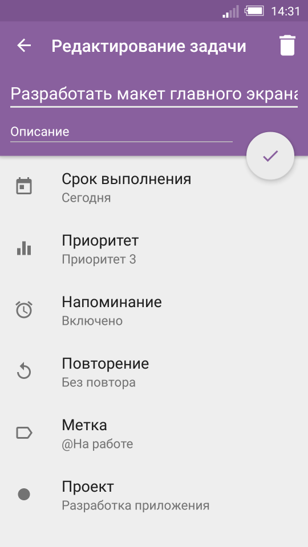 14:31
Редактирование задачи
Разработать макет главного экрана
Описание
Срок выполнения
Сегодня
Приоритет
Приоритет 3
Напоминание
Включено
Повторение
Без повтора
Метка
@На работе
Проект
Разработка приложения